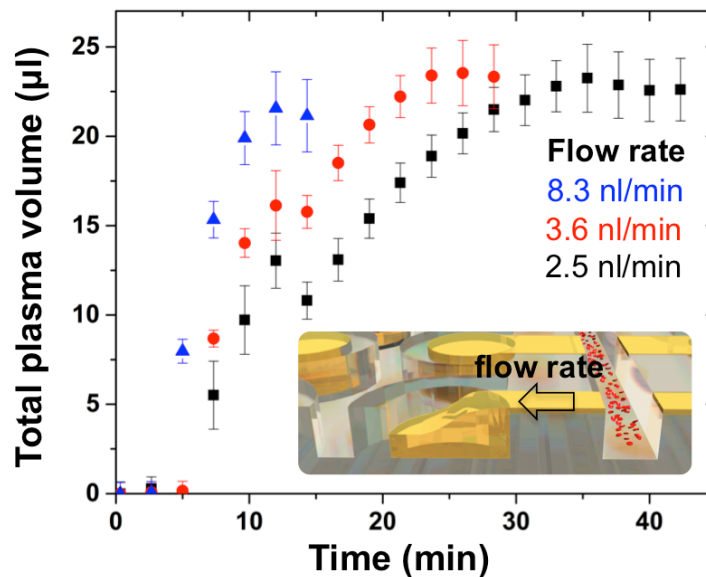 Total plasma volume (µl)
25
20
15
10
5
0
Flow rate
8.3 nl/min
3.6 nl/min
2.5 nl/min
flow rate
0
10
20
30
40
Time (min)